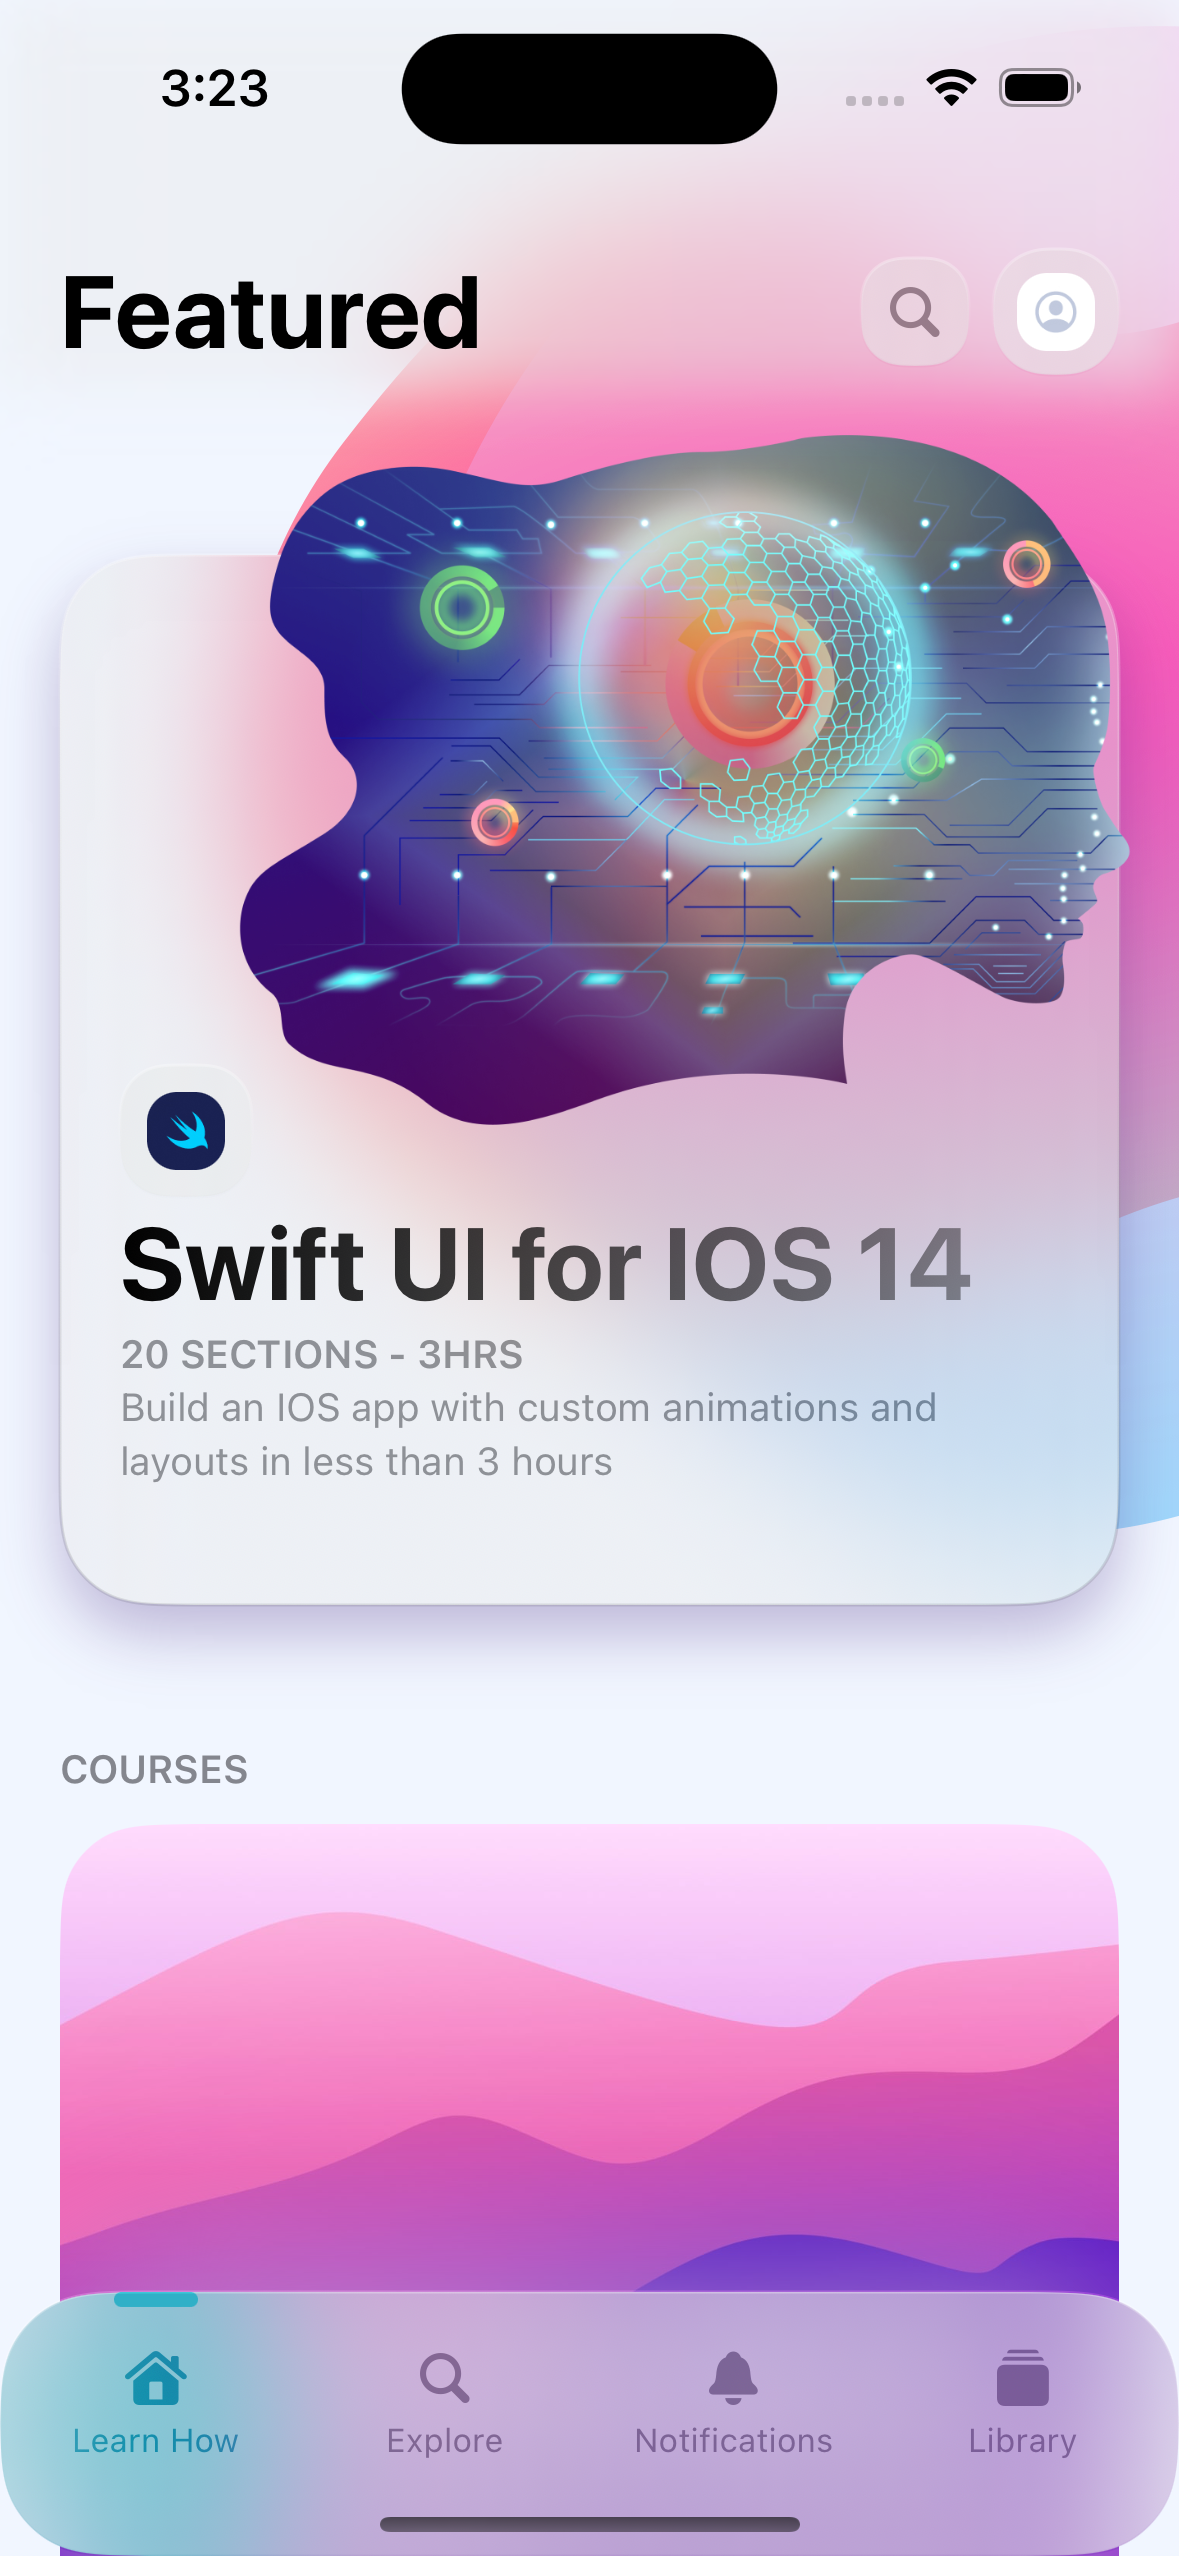 3:23
Featured
Swift UI for IOS 14
20 SECTIONS - 3HRS
Build an IOS app with custom animations and
layouts in less than 3 hours
COURSES
Learn How
Explore
Notifications
Library